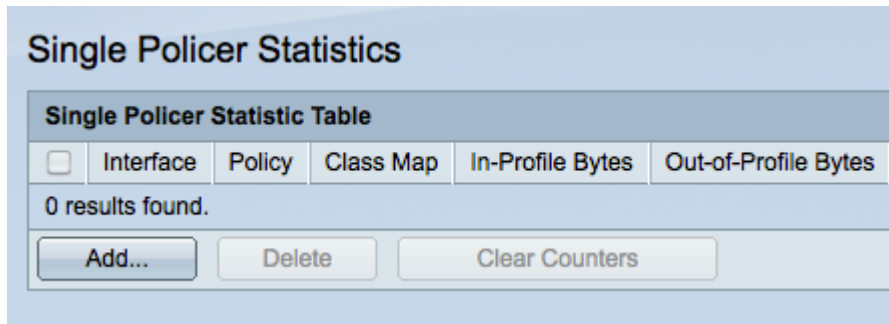 Single Policer Statistics
Single Policer Statistic Table
Interface Policy Class Map In-Profile Bytes Out-of-Profile Bytes
0 results found.
Add... Delete Clear Counters